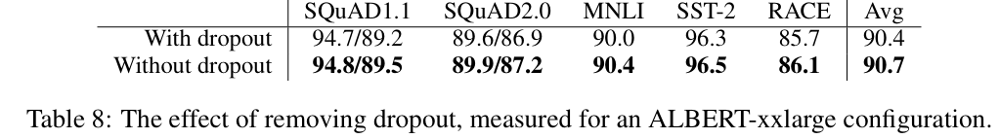 SQuAD1.1 SQuAD2.0 MNLI SST-2 RACE Avg
With dropout 94.7/89.2 89.6/86.9 90.0 96.3 85.7 90.4
Without dropout 94.8/89.5 89.9/87.2 90.4 96.5 86.1 90.7
Table 8: The effect of removing dropout, measured for an ALBERT-xxlarge configuration.